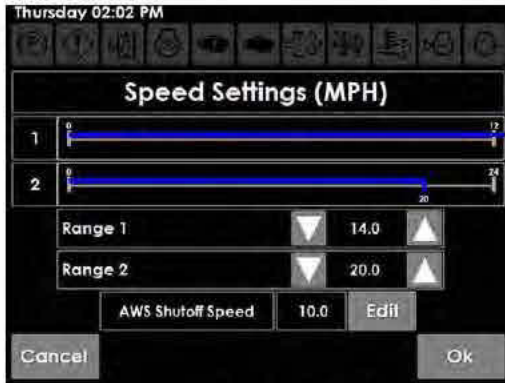 Thursday 02:02 PM
Speed Settings (MPH)
0 12
1
0 24
2
20
Range 1 14.0
Range 2 20.0
AWS Shutoff Speed 10.0 Edit
Cancel Ok